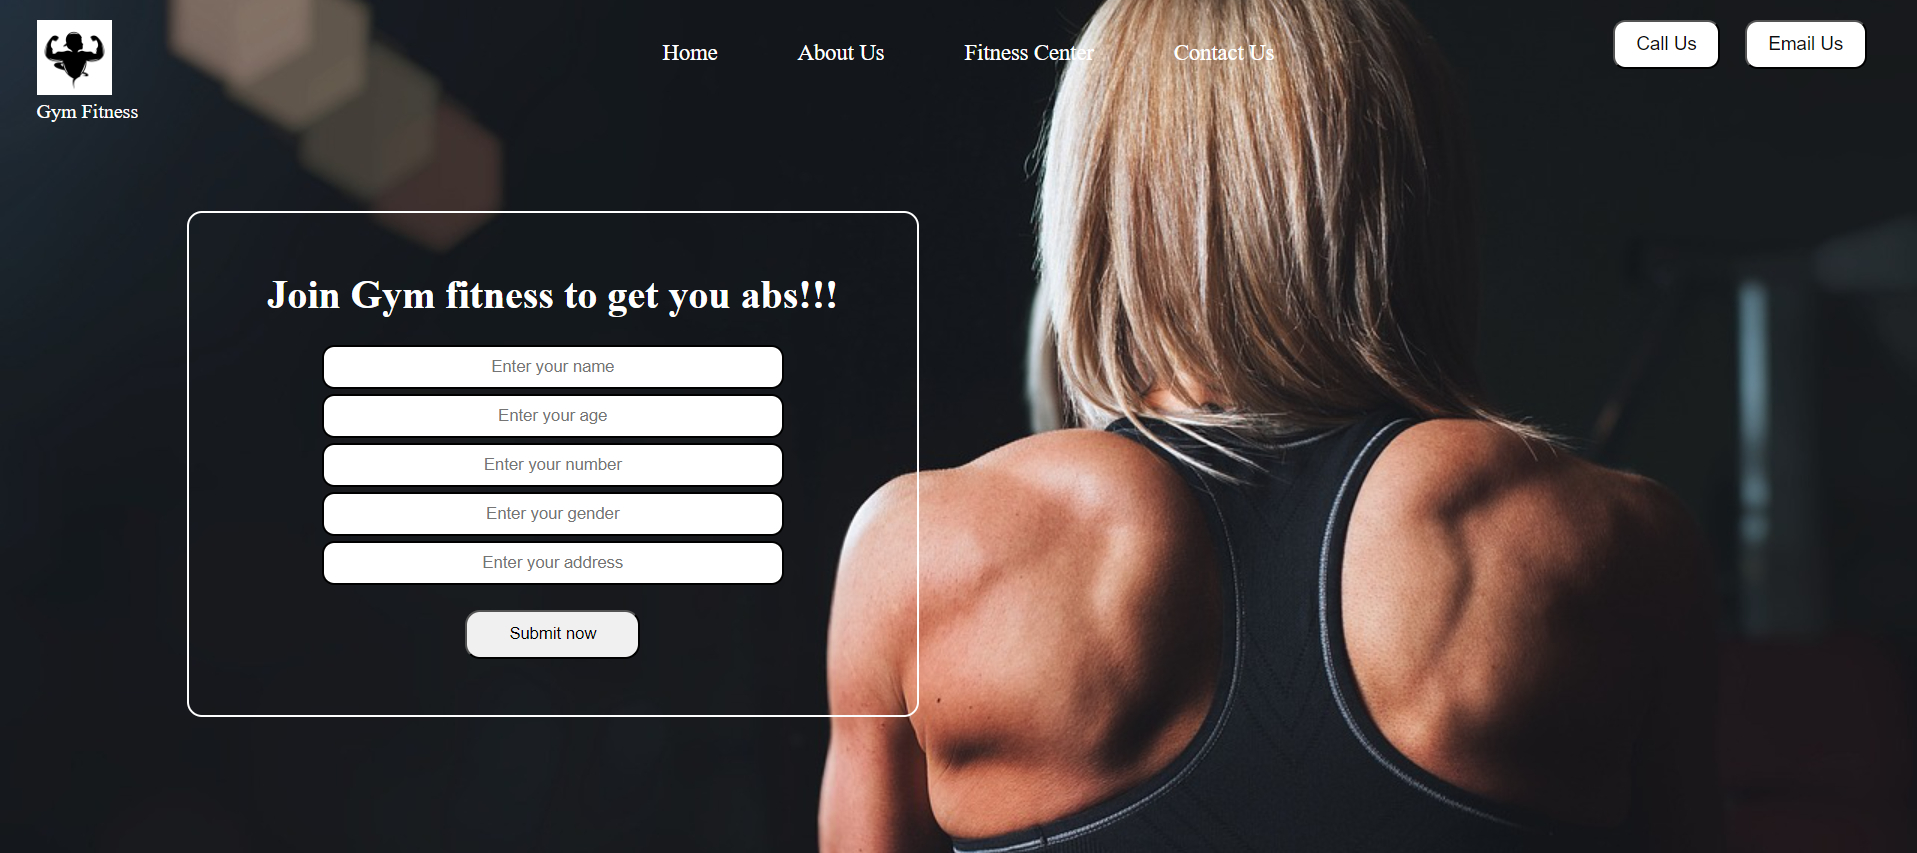 Gym Fitness
Home
About Us
Fitness Center
Contact Us
Call Us
Email Us
Join Gym fitness to get you abs!!!
Enter your name
Enter your age
Enter your number
Enter your gender
Enter your address
Submit now